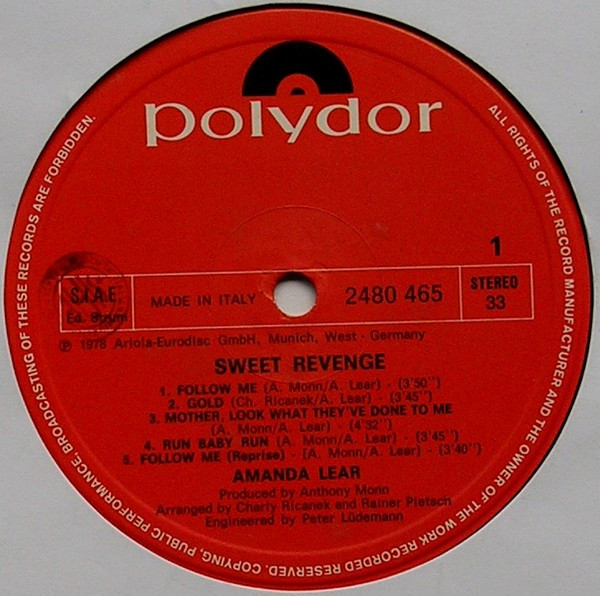 polydor
1
S.I.A.E.
MADE IN ITALY
2480 465
STEREO
33
℗ 1978 Ariola-Eurodisc GmbH, Munich, West - Germany
SWEET REVENGE
1. FOLLOW ME (A. Monn/A. Lear) - (3'50'')
2. GOLD (Ch. Ricanek/A. Lear) - (3'45'')
3. MOTHER, LOOK WHAT THEY'VE DONE TO ME
(A. Monn/A. Lear) - (4'32'')
4. RUN BABY RUN (A. Monn/A. Lear) - (3'45'')
5. FOLLOW ME (Reprise) - (A. Monn/A. Lear) - (3'40'')
AMANDA LEAR
Produced by Anthony Monn
Arranged by Charly Ricanek and Rainer Pietsch
Engineered by Peter Lüdemann
ALL RIGHTS OF THE RECORD MANUFACTURER AND THE OWNER OF THE WORK RECORDED RESERVED. COPYING, PUBLIC PERFORMANCE, BROADCASTING OF THESE RECORDS ARE FORBIDDEN.